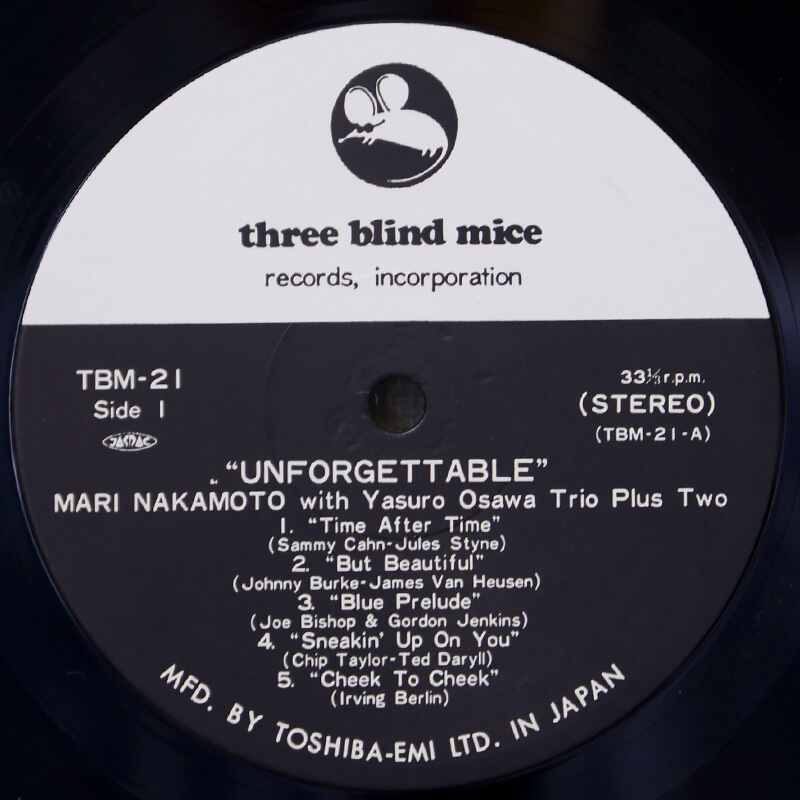 three blind mice
records, incorporation
TBM-21
Side 1
JASRAC
33⅓ r.p.m.
(STEREO)
(TBM-21-A)
"UNFORGETTABLE"
MARI NAKAMOTO with Yasuro Osawa Trio Plus Two
1. "Time After Time"
(Sammy Cahn-Jules Styne)
2. "But Beautiful"
(Johnny Burke-James Van Heusen)
3. "Blue Prelude"
(Joe Bishop & Gordon Jenkins)
4. "Sneakin' Up On You"
(Chip Taylor-Ted Daryll)
5. "Cheek To Cheek"
(Irving Berlin)
MFD. BY TOSHIBA-EMI LTD. IN JAPAN